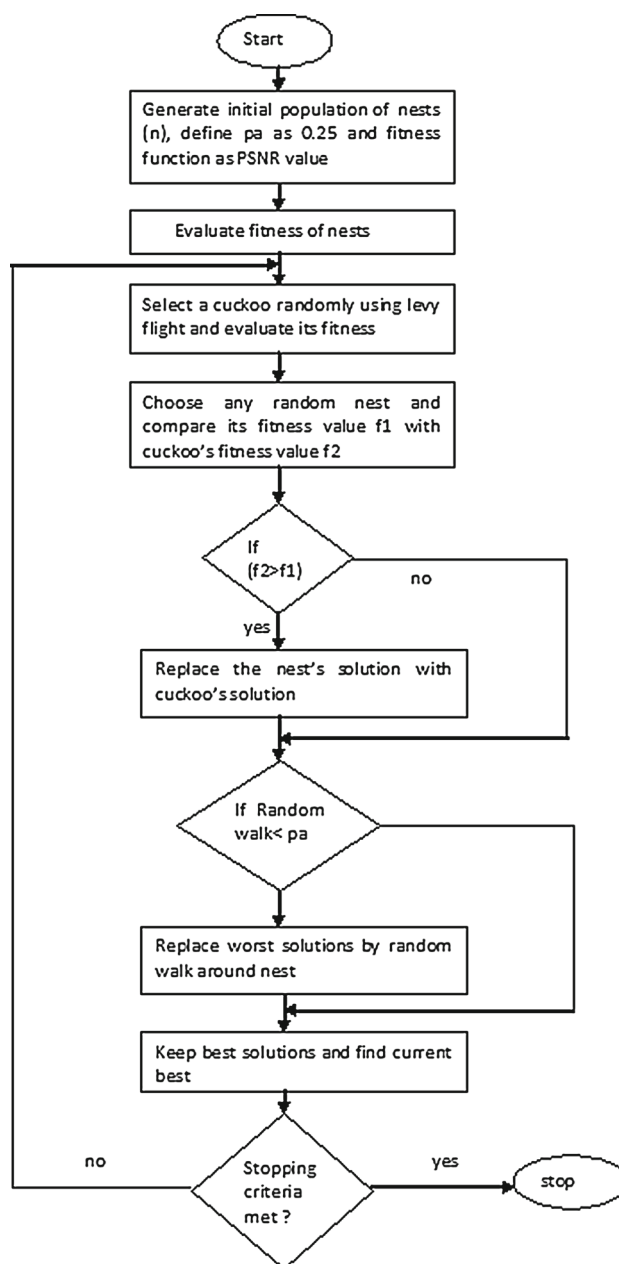 Start
Generate initial population of nests
(n), define pa as 0.25 and fitness
function as PSNR value
Evaluate fitness of nests
Select a cuckoo randomly using levy
flight and evaluate its fitness
Choose any random nest and
compare its fitness value f1 with
cuckoo's fitness value f2
If
(f2>f1)
no
yes
Replace the nest's solution with
cuckoo's solution
If Random
walk< pa
Replace worst solutions by random
walk around nest
Keep best solutions and find current
best
no
Stopping
criteria
met ?
yes
stop